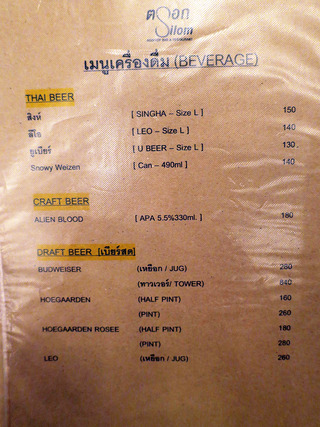 ตรอก
Silom
เมนูเครื่องดื่ม (BEVERAGE)
THAI BEER
สิงห์ [ SINGHA – Size L ] 150
ลีโอ [ LEO – Size L ] 140
ยูเบียร์ [ U BEER – Size L ] 130
Snowy Weizen [ Can – 490ml ] 140
CRAFT BEER
ALIEN BLOOD [ APA 5.5%330ml. ] 180
DRAFT BEER [เบียร์สด]
BUDWEISER (เหยือก / JUG) 280
(ทาวเวอร์/ TOWER) 840
HOEGAARDEN (HALF PINT) 160
(PINT) 260
HOEGAARDEN ROSEE (HALF PINT) 180
(PINT) 280
LEO (เหยือก / JUG) 260